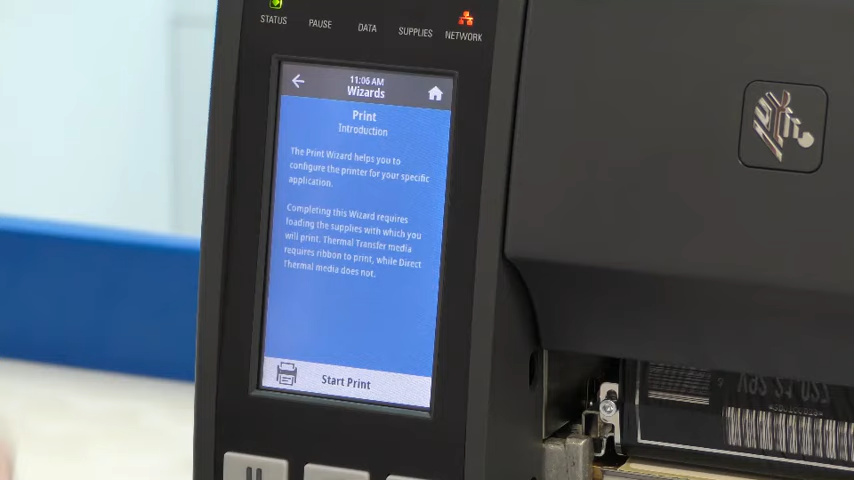 STATUS PAUSE DATA SUPPLIES NETWORK
11:06 AM
Wizards
Print
Introduction
The Print Wizard helps you to
configure the printer for your specific
application.
Completing this Wizard requires
loading the supplies with which you
will print. Thermal Transfer media
requires ribbon to print, while Direct
Thermal media does not.
Start Print